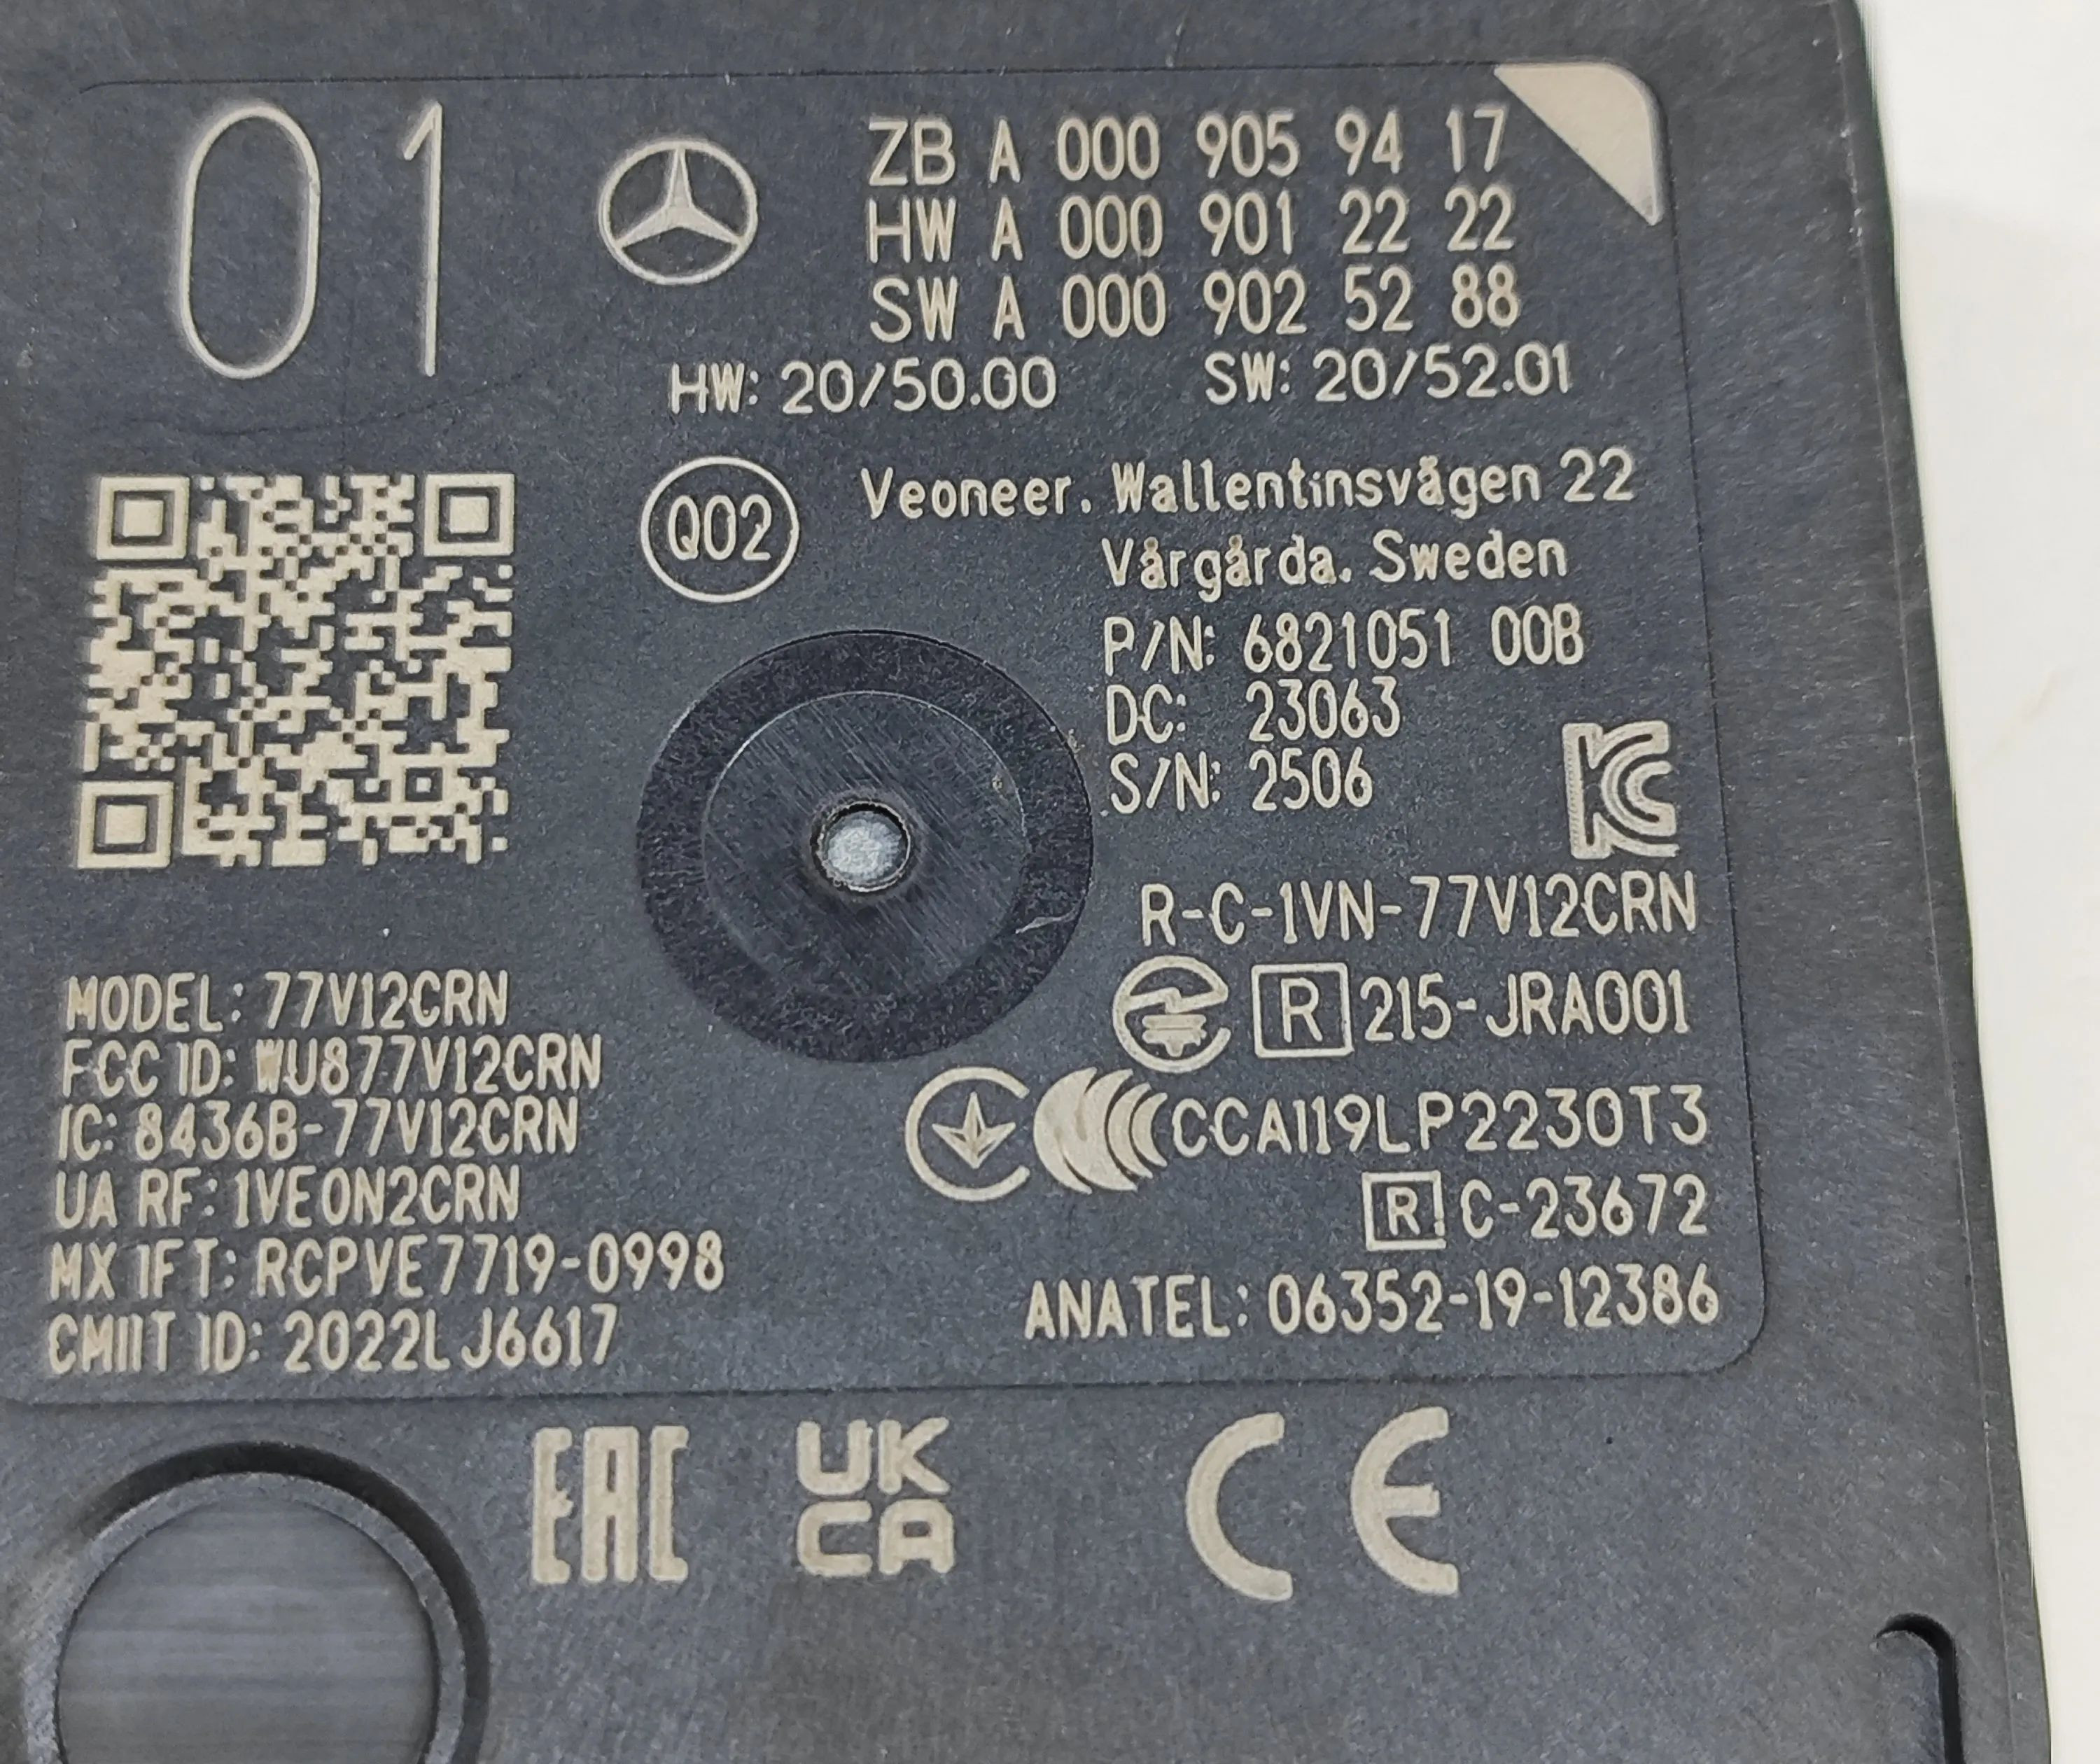 01
ZB A 000 905 94 17
HW A 000 901 22 22
SW A 000 902 52 88
HW: 20/50.00 SW: 20/52.01
Q02
Veoneer. Wallentinsvägen 22
Vårgårda. Sweden
P/N: 6821051 00B
DC: 23063
S/N: 2506
R-C-1VN-77V12CRN
R 215-JRA001
CCAI19LP2230T3
R C-23672
ANATEL: 06352-19-12386
MODEL: 77V12CRN
FCC ID: WU877V12CRN
IC: 8436B-77V12CRN
UA RF: 1VEON2CRN
MX IFT: RCPVE7719-0998
CMIIT ID: 2022LJ6617
EAC
UK
CA
CE